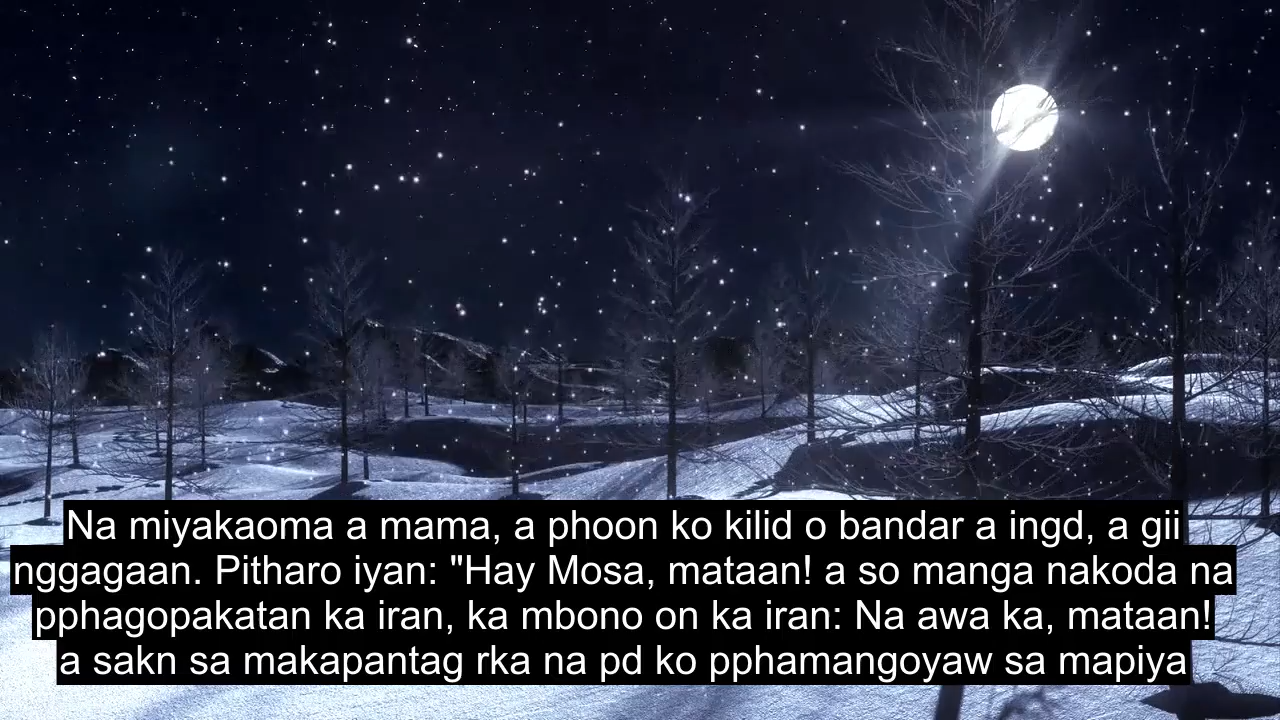 Na miyakaoma a mama, a phoon ko kilid o bandar a ingd, a gii
nggagaan. Pitharo iyan: "Hay Mosa, mataan! a so manga nakoda na
pphagopakatan ka iran, ka mbono on ka iran: Na awa ka, mataan!
a sakn sa makapantag rka na pd ko pphamangoyaw sa mapiya